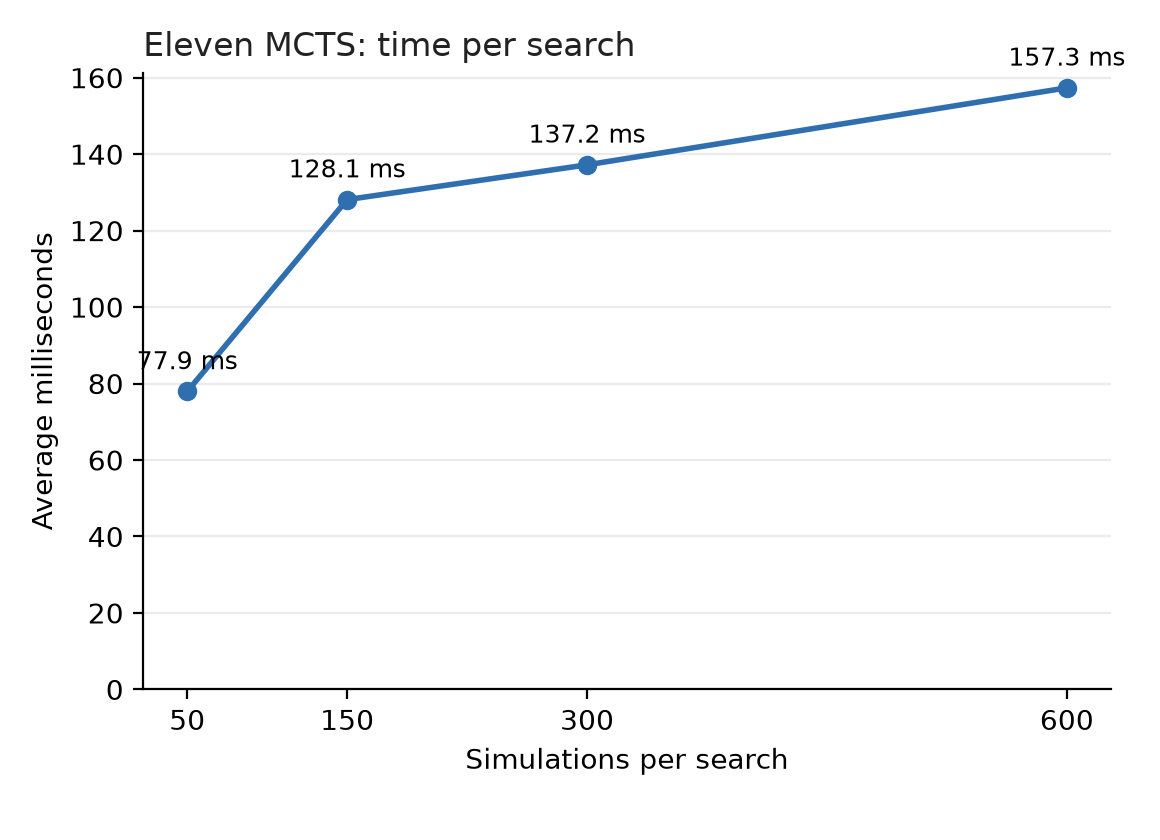 Eleven MCTS: time per search
157.3 ms
160
137.2 ms
140
128.1 ms
120
100
77.9 ms
80
60
40
20
0
Average milliseconds
50 150 300 600
Simulations per search